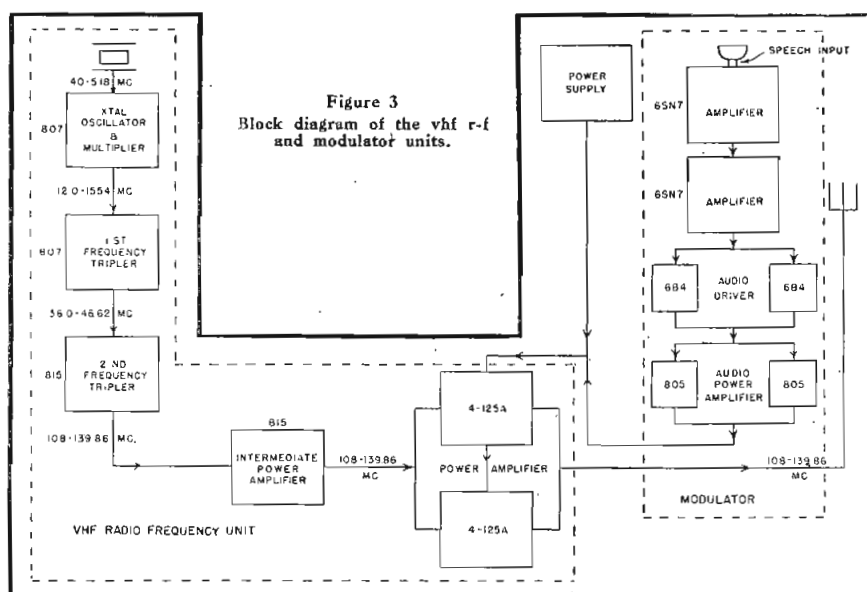 Figure 3
Block diagram of the vhf r-f
and modulator units.
40-518 MC
807
XTAL
OSCILLATOR
&
MULTIPLIER
12.0-1554 MC
807
1 ST
FREQUENCY
TRIPLER
36.0-46.62 MC
815
2 ND
FREQUENCY
TRIPLER
108-139.86 MC.
815
INTERMEDIATE
POWER
AMPLIFIER
108-139.86
MC
4-125A
POWER AMPLIFIER
4-125A
VHF RADIO FREQUENCY UNIT
POWER
SUPPLY
SPEECH INPUT
6SN7
AMPLIFIER
6SN7
AMPLIFIER
6B4
AUDIO
DRIVER
6B4
805
AUDIO
POWER
AMPLIFIER
805
108-139.86
MC
MODULATOR